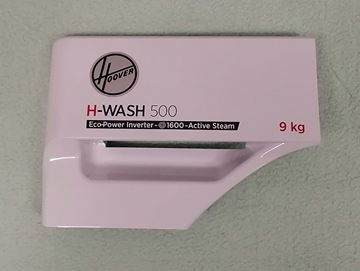 HOOVER
H-WASH 500
Eco-Power Inverter - 1600 - Active Steam
9 kg